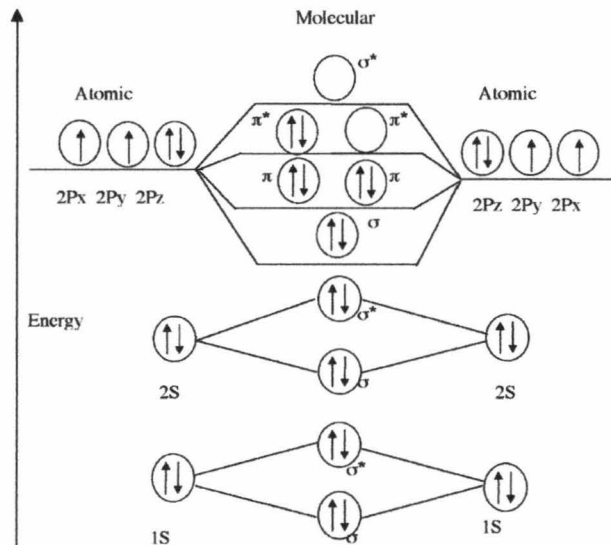 Molecular
σ*
Atomic
Atomic
π*
π*
π
π
2Px 2Py 2Pz
2Pz 2Py 2Px
σ
Energy
σ*
2S
σ
2S
σ*
1S
σ
1S